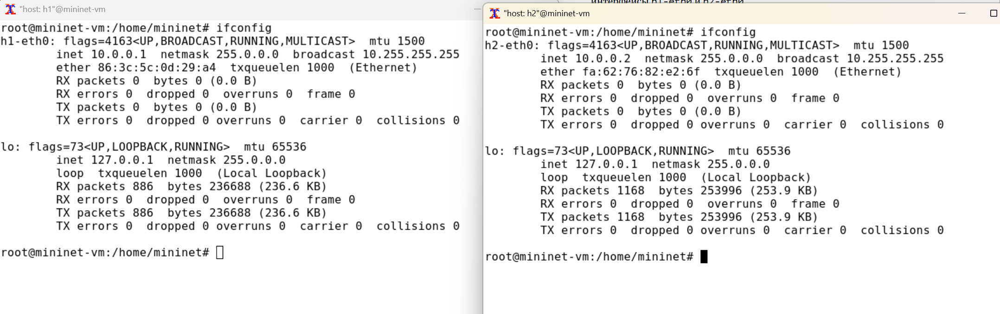 "host: h1"@mininet-vm
root@mininet-vm:/home/mininet# ifconfig
h1-eth0: flags=4163<UP,BROADCAST,RUNNING,MULTICAST>  mtu 1500
        inet 10.0.0.1  netmask 255.0.0.0  broadcast 10.255.255.255
        ether 86:3c:5c:0d:29:a4  txqueuelen 1000  (Ethernet)
        RX packets 0  bytes 0 (0.0 B)
        RX errors 0  dropped 0  overruns 0  frame 0
        TX packets 0  bytes 0 (0.0 B)
        TX errors 0  dropped 0 overruns 0  carrier 0  collisions 0

lo: flags=73<UP,LOOPBACK,RUNNING>  mtu 65536
        inet 127.0.0.1  netmask 255.0.0.0
        loop  txqueuelen 1000  (Local Loopback)
        RX packets 886  bytes 236688 (236.6 KB)
        RX errors 0  dropped 0  overruns 0  frame 0
        TX packets 886  bytes 236688 (236.6 KB)
        TX errors 0  dropped 0 overruns 0  carrier 0  collisions 0

root@mininet-vm:/home/mininet#
интерфейсы h1-eth0 и h2-eth0
"host: h2"@mininet-vm
root@mininet-vm:/home/mininet# ifconfig
h2-eth0: flags=4163<UP,BROADCAST,RUNNING,MULTICAST>  mtu 1500
        inet 10.0.0.2  netmask 255.0.0.0  broadcast 10.255.255.255
        ether fa:62:76:82:e2:6f  txqueuelen 1000  (Ethernet)
        RX packets 0  bytes 0 (0.0 B)
        RX errors 0  dropped 0  overruns 0  frame 0
        TX packets 0  bytes 0 (0.0 B)
        TX errors 0  dropped 0 overruns 0  carrier 0  collisions 0

lo: flags=73<UP,LOOPBACK,RUNNING>  mtu 65536
        inet 127.0.0.1  netmask 255.0.0.0
        loop  txqueuelen 1000  (Local Loopback)
        RX packets 1168  bytes 253996 (253.9 KB)
        RX errors 0  dropped 0  overruns 0  frame 0
        TX packets 1168  bytes 253996 (253.9 KB)
        TX errors 0  dropped 0 overruns 0  carrier 0  collisions 0

root@mininet-vm:/home/mininet#